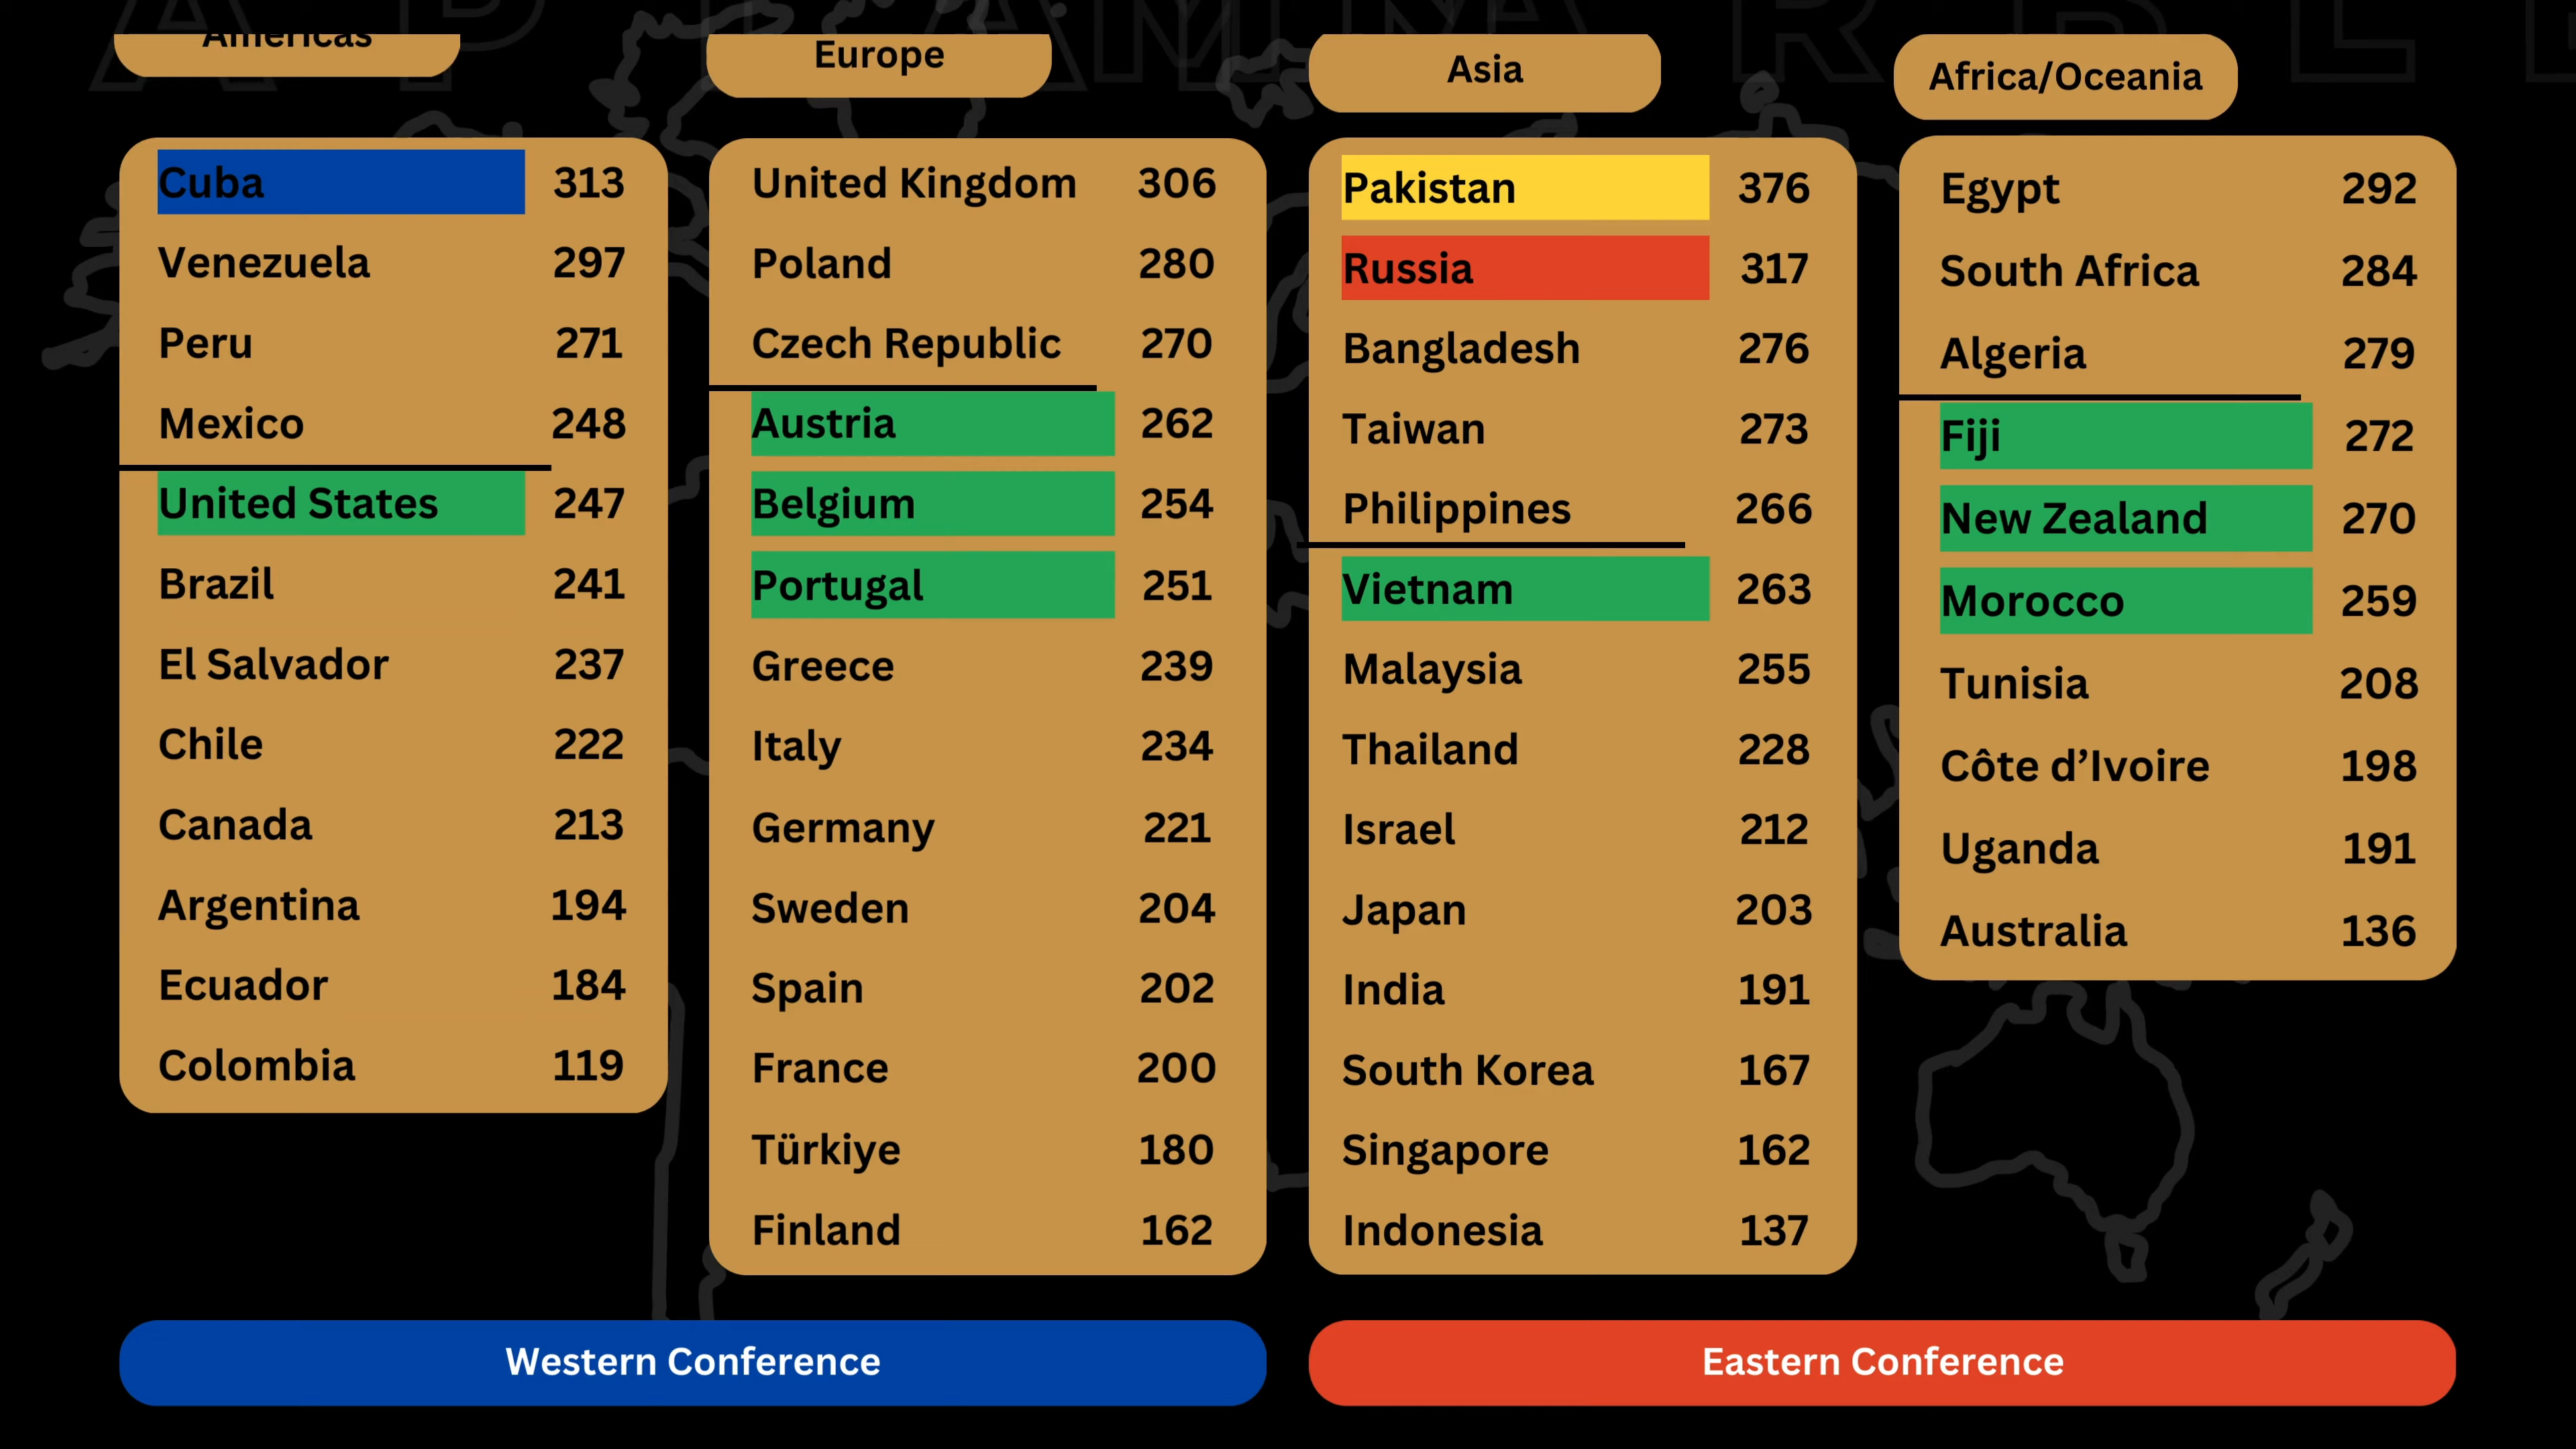 Americas
Cuba 313
Venezuela 297
Peru 271
Mexico 248
United States 247
Brazil 241
El Salvador 237
Chile 222
Canada 213
Argentina 194
Ecuador 184
Colombia 119
Europe
United Kingdom 306
Poland 280
Czech Republic 270
Austria 262
Belgium 254
Portugal 251
Greece 239
Italy 234
Germany 221
Sweden 204
Spain 202
France 200
Türkiye 180
Finland 162
Asia
Pakistan 376
Russia 317
Bangladesh 276
Taiwan 273
Philippines 266
Vietnam 263
Malaysia 255
Thailand 228
Israel 212
Japan 203
India 191
South Korea 167
Singapore 162
Indonesia 137
Africa/Oceania
Egypt 292
South Africa 284
Algeria 279
Fiji 272
New Zealand 270
Morocco 259
Tunisia 208
Côte d’Ivoire 198
Uganda 191
Australia 136
Western Conference
Eastern Conference